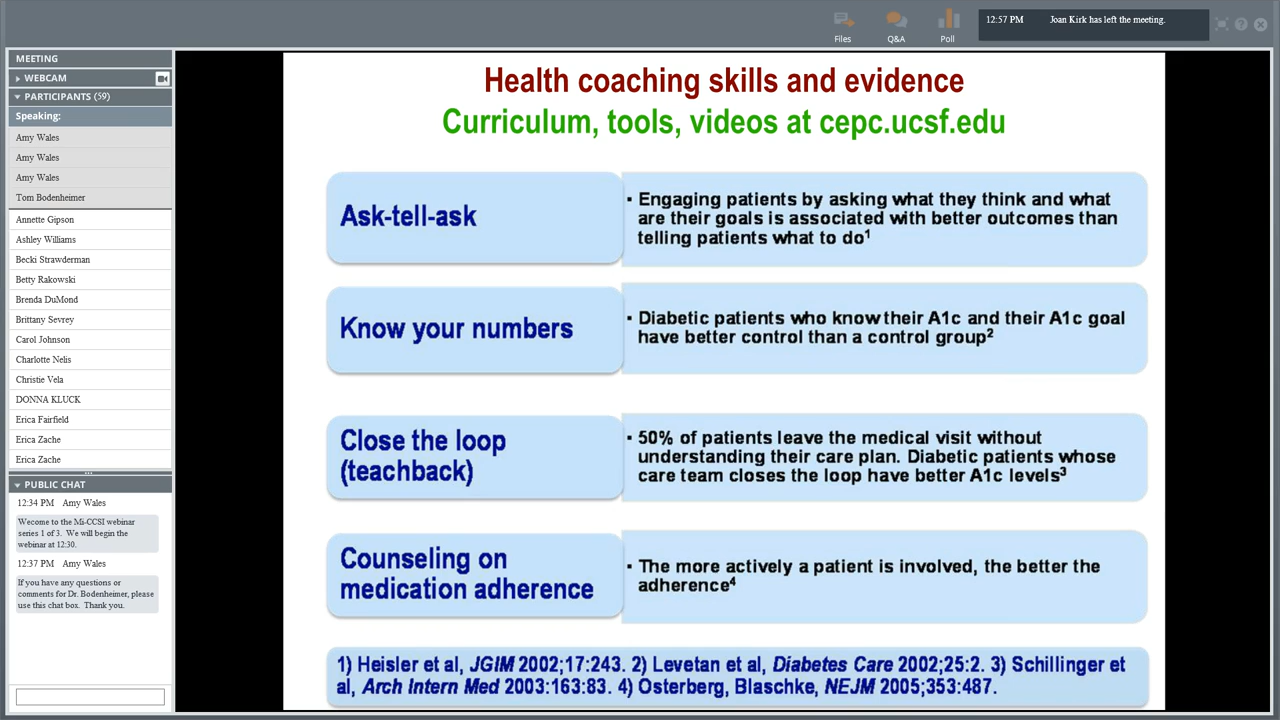 Files
Q&A
Poll
12:57 PM Joan Kirk has left the meeting.
MEETING
WEBCAM
PARTICIPANTS (59)
Speaking:
Amy Wales
Amy Wales
Amy Wales
Tom Bodenheimer
Annette Gipson
Ashley Williams
Becki Strawderman
Betty Rakowski
Brenda DuMond
Brittany Sevrey
Carol Johnson
Charlotte Nelis
Christie Vela
DONNA KLUCK
Erica Fairfield
Erica Zache
Erica Zache
PUBLIC CHAT
12:34 PM Amy Wales
Wecome to the Mi-CCSI webinar
series 1 of 3. We will begin the
webinar at 12:30.
12:37 PM Amy Wales
If you have any questions or
comments for Dr. Bodenheimer, please
use this chat box. Thank you.
Health coaching skills and evidence
Curriculum, tools, videos at cepc.ucsf.edu
Ask-tell-ask
▪ Engaging patients by asking what they think and what
are their goals is associated with better outcomes than
telling patients what to do¹
Know your numbers
▪ Diabetic patients who know their A1c and their A1c goal
have better control than a control group²
Close the loop
(teachback)
▪ 50% of patients leave the medical visit without
understanding their care plan. Diabetic patients whose
care team closes the loop have better A1c levels³
Counseling on
medication adherence
▪ The more actively a patient is involved, the better the
adherence⁴
1) Heisler et al, JGIM 2002;17:243. 2) Levetan et al, Diabetes Care 2002;25:2. 3) Schillinger et
al, Arch Intern Med 2003:163:83. 4) Osterberg, Blaschke, NEJM 2005;353:487.